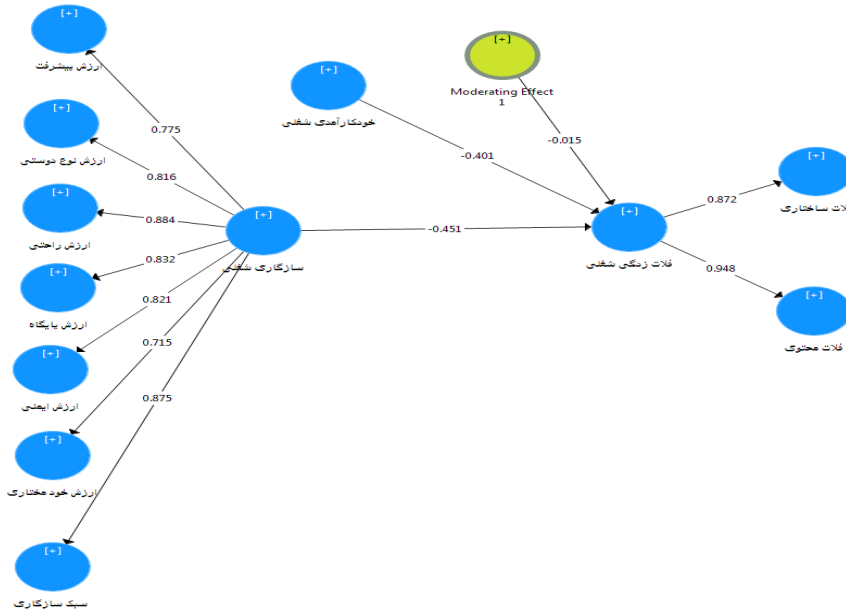 [+]
ارزش پیشرفت
[+]
ارزش نوع دوستی
[+]
ارزش راحتی
[+]
ارزش پایگاه
[+]
ارزش ایمنی
[+]
ارزش خود مختاری
[+]
سبک سازگاری
0.775
0.816
0.884
0.832
0.821
0.715
0.875
[+]
سازگاری شغلی
[+]
خودکارآمدی شغلی
[+]
Moderating Effect
1
-0.401
-0.015
-0.451
[+]
فلات زدگی شغلی
0.872
0.948
[+]
فلات ساختاری
[+]
فلات محتوی